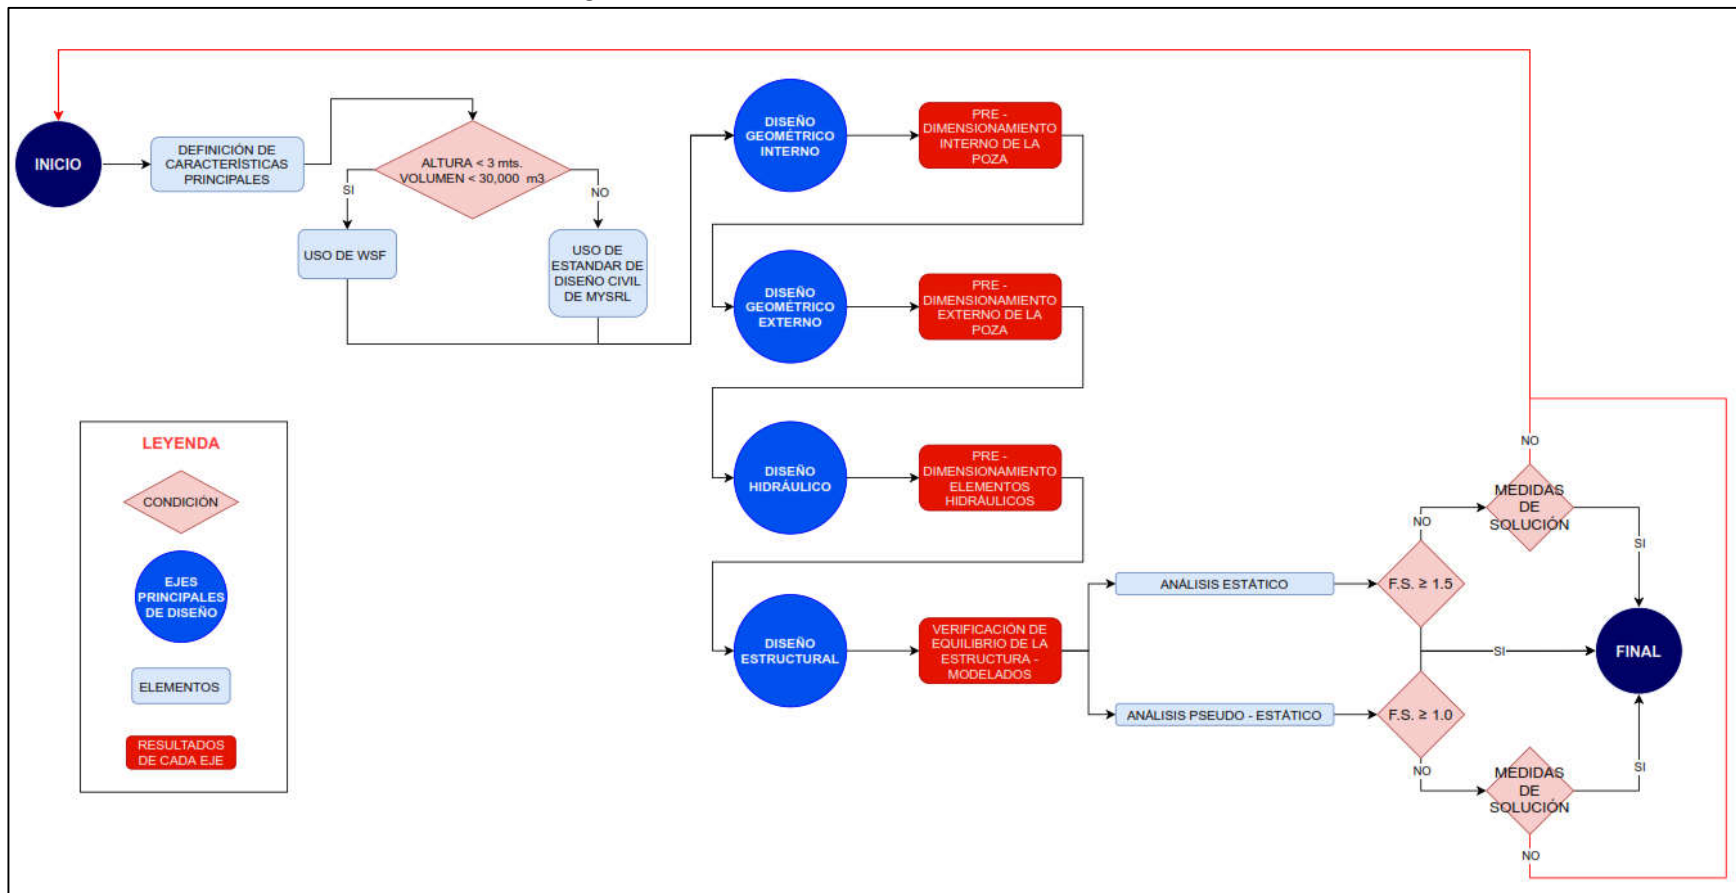 INICIO
DEFINICIÓN DE
CARACTERÍSTICAS
PRINCIPALES
ALTURA < 3 mts.
VOLUMEN < 30,000 m3
SI
NO
USO DE WSF
USO DE
ESTANDAR DE
DISEÑO CIVIL
DE MYSRL
DISEÑO
GEOMÉTRICO
INTERNO
PRE -
DIMENSIONAMIENTO
INTERNO DE LA
POZA
DISEÑO
GEOMÉTRICO
EXTERNO
PRE -
DIMENSIONAMIENTO
EXTERNO DE LA
POZA
DISEÑO
HIDRÁULICO
PRE -
DIMENSIONAMIENTO
ELEMENTOS
HIDRÁULICOS
DISEÑO
ESTRUCTURAL
VERIFICACIÓN DE
EQUILIBRIO DE LA
ESTRUCTURA -
MODELADOS
ANÁLISIS ESTÁTICO
ANÁLISIS PSEUDO - ESTÁTICO
F.S. ≥ 1.5
NO
MEDIDAS
DE
SOLUCIÓN
NO
SI
SI
FINAL
F.S. ≥ 1.0
NO
MEDIDAS
DE
SOLUCIÓN
SI
NO
LEYENDA
CONDICIÓN
EJES
PRINCIPALES
DE DISEÑO
ELEMENTOS
RESULTADOS
DE CADA EJE